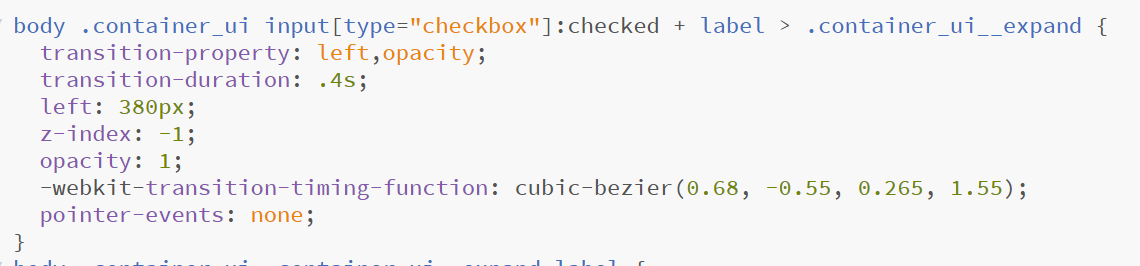 body .container_ui input[type="checkbox"]:checked + label > .container_ui__expand {
  transition-property: left,opacity;
  transition-duration: .4s;
  left: 380px;
  z-index: -1;
  opacity: 1;
  -webkit-transition-timing-function: cubic-bezier(0.68, -0.55, 0.265, 1.55);
  pointer-events: none;
}